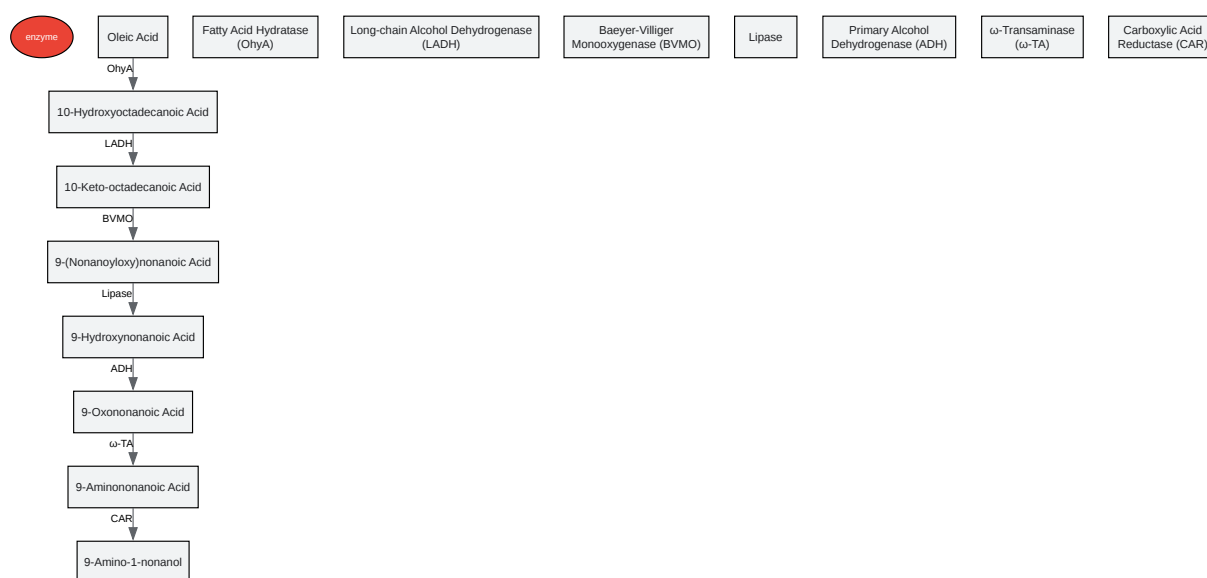 enzyme
Oleic Acid
Fatty Acid Hydratase
(OhyA)
Long-chain Alcohol Dehydrogenase
(LADH)
Baeyer-Villiger
Monooxygenase (BVMO)
Lipase
Primary Alcohol
Dehydrogenase (ADH)
ω-Transaminase
(ω-TA)
Carboxylic Acid
Reductase (CAR)
OhyA
10-Hydroxyoctadecanoic Acid
LADH
10-Keto-octadecanoic Acid
BVMO
9-(Nonanoyloxy)nonanoic Acid
Lipase
9-Hydroxynonanoic Acid
ADH
9-Oxononanoic Acid
ω-TA
9-Aminononanoic Acid
CAR
9-Amino-1-nonanol